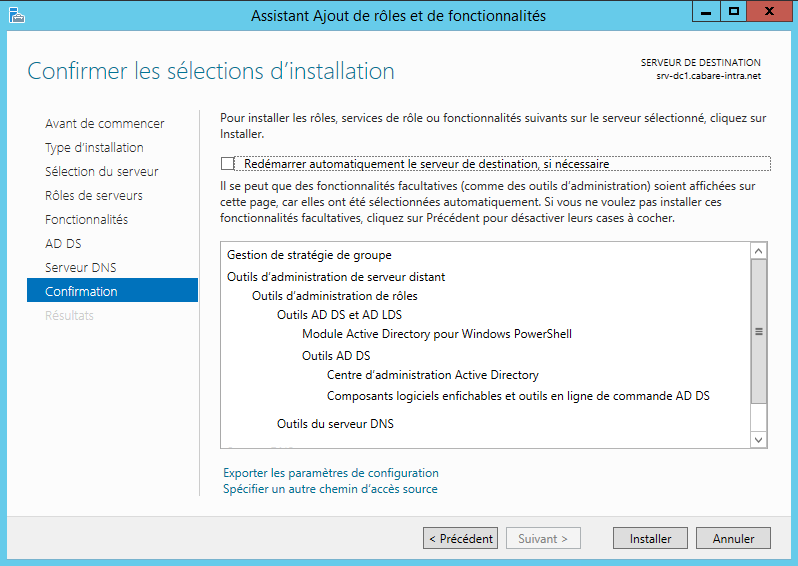 Assistant Ajout de rôles et de fonctionnalités
Confirmer les sélections d'installation
SERVEUR DE DESTINATION
srv-dc1.cabare-intra.net
Avant de commencer
Type d'installation
Sélection du serveur
Rôles de serveurs
Fonctionnalités
AD DS
Serveur DNS
Confirmation
Résultats
Pour installer les rôles, services de rôle ou fonctionnalités suivants sur le serveur sélectionné, cliquez sur
Installer.
Redémarrer automatiquement le serveur de destination, si nécessaire
Il se peut que des fonctionnalités facultatives (comme des outils d'administration) soient affichées sur
cette page, car elles ont été sélectionnées automatiquement. Si vous ne voulez pas installer ces
fonctionnalités facultatives, cliquez sur Précédent pour désactiver leurs cases à cocher.
Gestion de stratégie de groupe
Outils d'administration de serveur distant
Outils d'administration de rôles
Outils AD DS et AD LDS
Module Active Directory pour Windows PowerShell
Outils AD DS
Centre d'administration Active Directory
Composants logiciels enfichables et outils en ligne de commande AD DS
Outils du serveur DNS
Exporter les paramètres de configuration
Spécifier un autre chemin d'accès source
< Précédent
Suivant >
Installer
Annuler